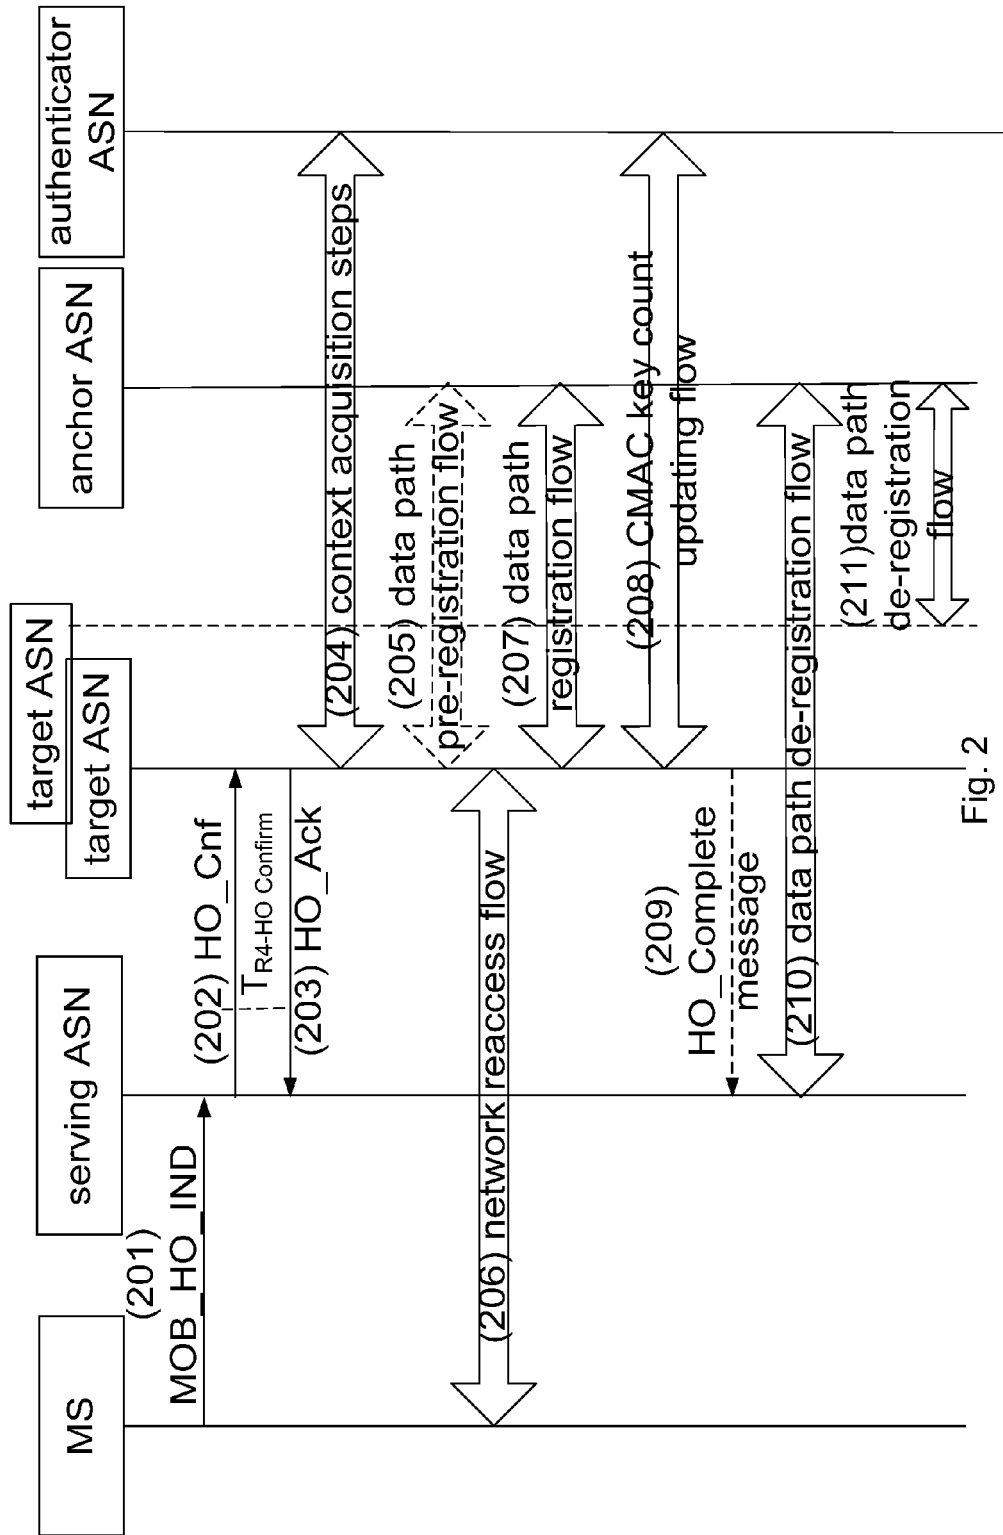 MS
serving ASN
target ASN
target ASN
anchor ASN
authenticator
ASN
(201)
MOB_HO_IND
(202) HO_Cnf
T R4-HO Confirm
(203) HO_Ack
(204) context acquisition steps
(205) data path
pre-registration flow
(206) network reaccess flow
(207) data path
registration flow
(208) CMAC key count
updating flow
(209)
HO_Complete
message
(210) data path de-registration flow
(211)data path
de-registration
flow
Fig. 2